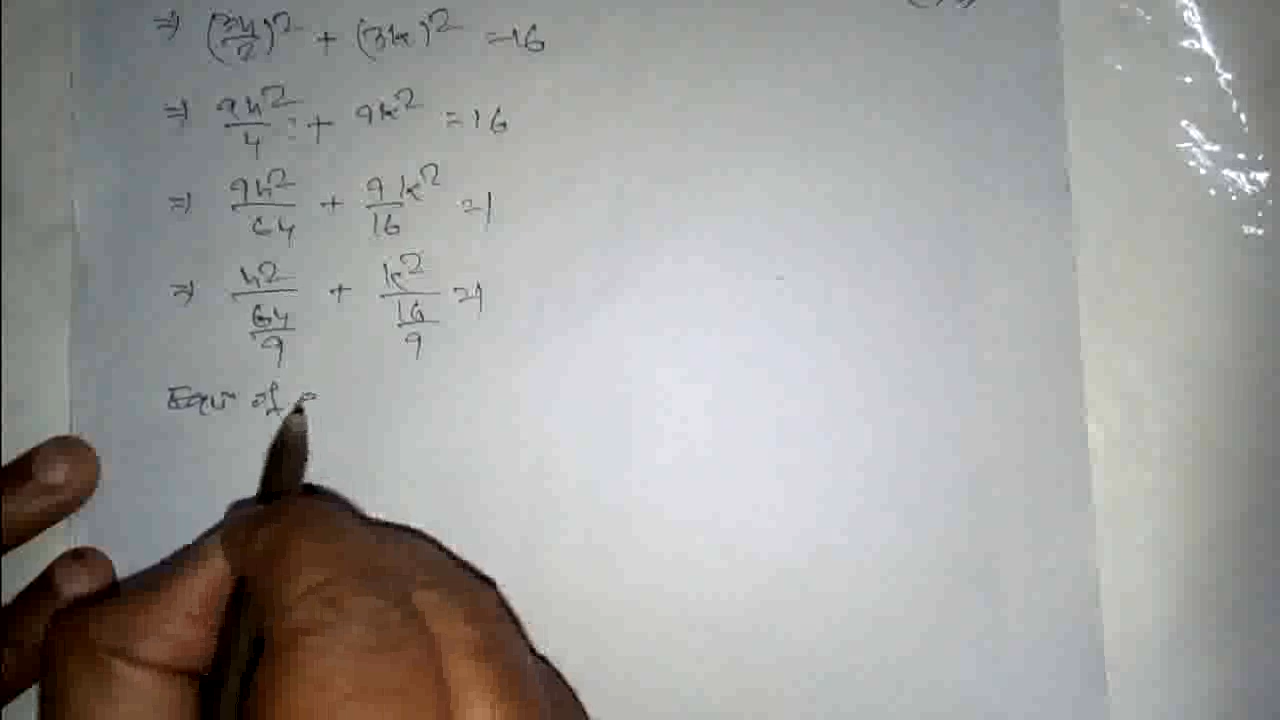 ⇒ (3h/2)² + (3k)² = 16
⇒ 9h²/4 + 9k² = 16
⇒ 9h²/64 + 9k²/16 = 1
⇒ h²/(64/9) + k²/(16/9) = 1
Equn of